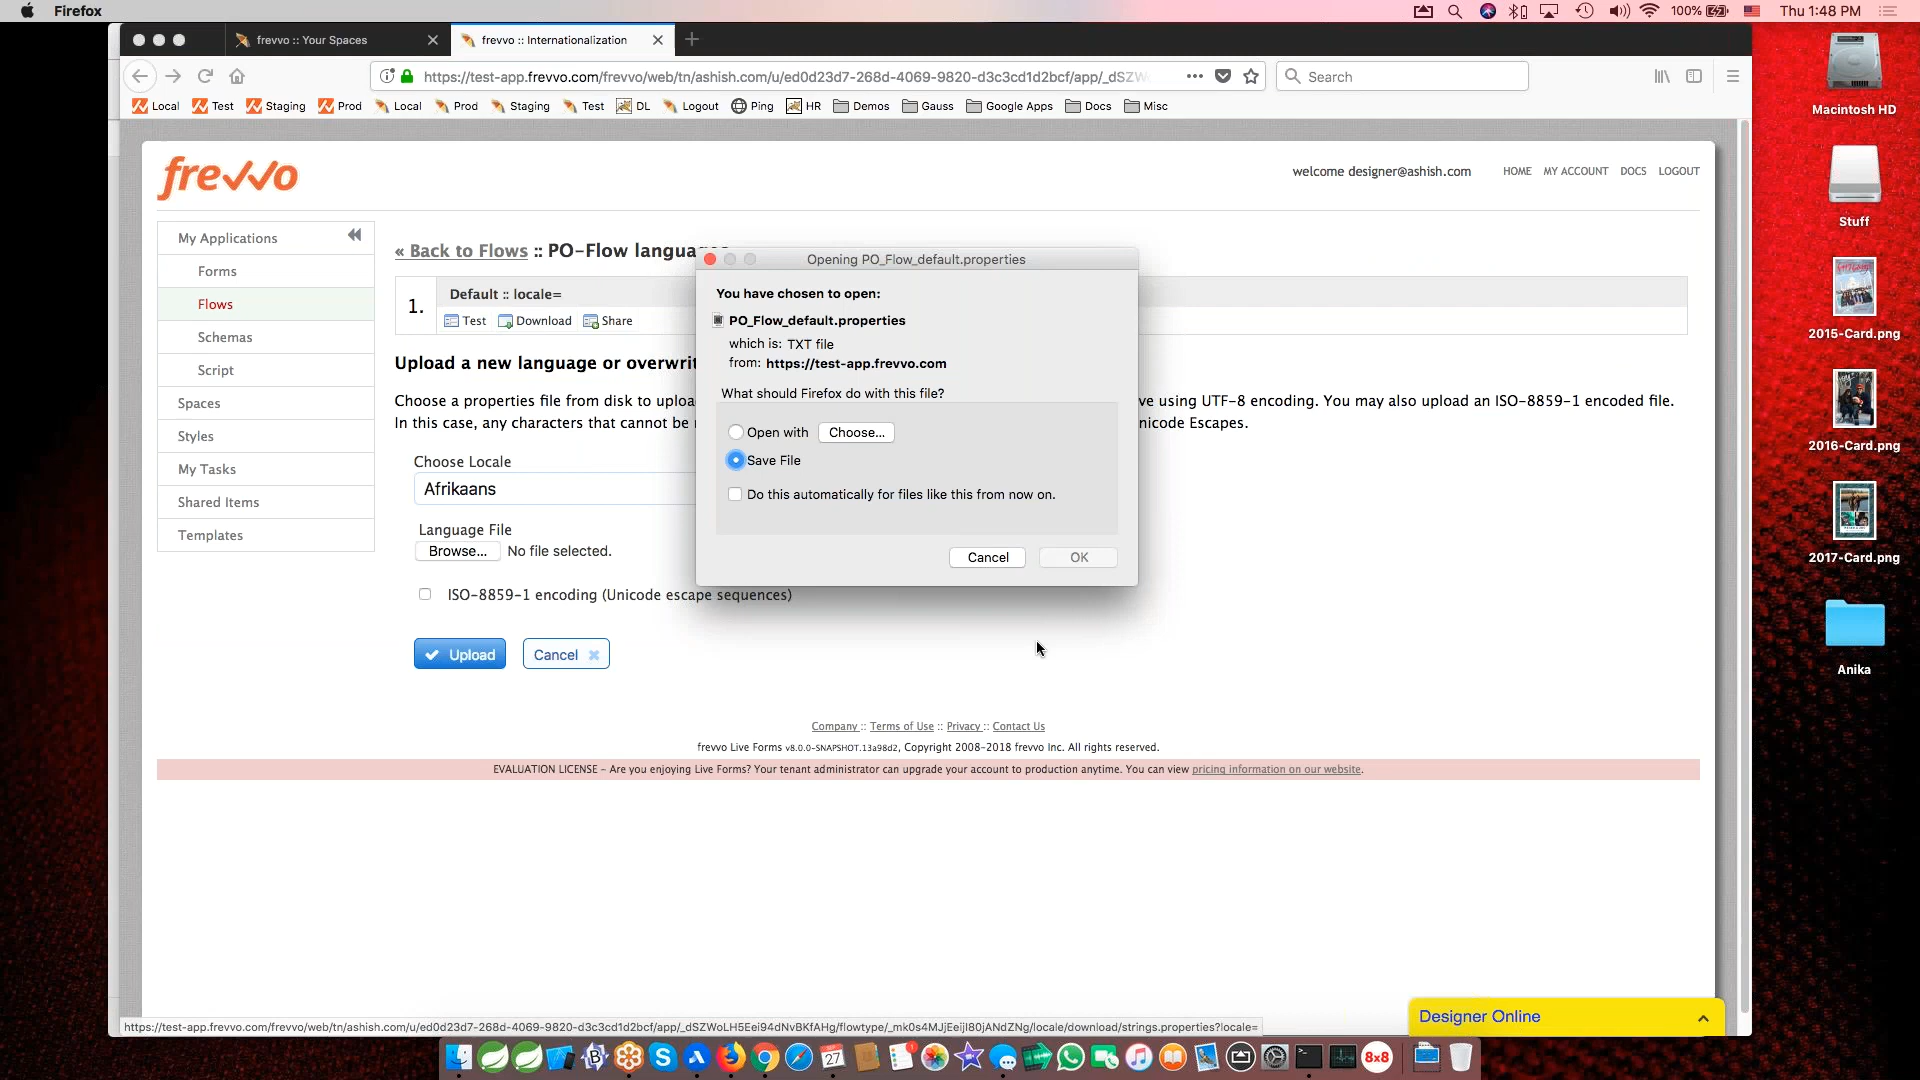 Firefox
100%
Thu 1:48 PM
frevvo :: Your Spaces
frevvo :: Internationalization
https://test-app.frevvo.com/frevvo/web/tn/ashish.com/u/ed0d23d7-268d-4069-9820-d3c3cd1d2bcf/app/_dSZW
Search
Local
Test
Staging
Prod
Local
Prod
Staging
Test
DL
Logout
Ping
HR
Demos
Gauss
Google Apps
Docs
Misc
frevvo
welcome designer@ashish.com
HOME MY ACCOUNT DOCS LOGOUT
My Applications
Forms
Flows
Schemas
Script
Spaces
Styles
My Tasks
Shared Items
Templates
« Back to Flows :: PO-Flow langua
1.
Default :: locale=
Test Download Share
Upload a new language or overwrit
Choose a properties file from disk to uploa
ve using UTF-8 encoding. You may also upload an ISO-8859-1 encoded file.
In this case, any characters that cannot be
nicode Escapes.
Choose Locale
Afrikaans
Language File
Browse... No file selected.
ISO-8859-1 encoding (Unicode escape sequences)
Upload
Cancel
Opening PO_Flow_default.properties
You have chosen to open:
PO_Flow_default.properties
which is: TXT file
from: https://test-app.frevvo.com
What should Firefox do with this file?
Open with Choose...
Save File
Do this automatically for files like this from now on.
Cancel OK
Company :: Terms of Use :: Privacy :: Contact Us
frevvo Live Forms v8.0.0-SNAPSHOT.13a98d2, Copyright 2008-2018 frevvo Inc. All rights reserved.
EVALUATION LICENSE - Are you enjoying Live Forms? Your tenant administrator can upgrade your account to production anytime. You can view pricing information on our website.
Designer Online
https://test-app.frevvo.com/frevvo/web/tn/ashish.com/u/ed0d23d7-268d-4069-9820-d3c3cd1d2bcf/app/_dSZWoLH5Eei94dNvBKfAHg/flowtype/_mk0s4MJjEeijl80jANdZNg/locale/download/strings.properties?locale=
Macintosh HD
Stuff
2015-Card.png
2016-Card.png
2017-Card.png
Anika
27
1
8x8